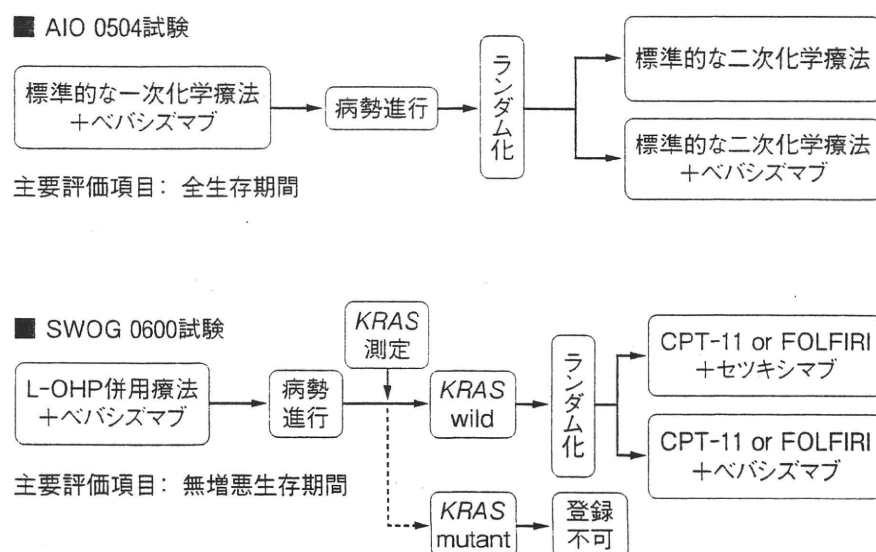 ■ AIO 0504試験
標準的な一次化学療法
+ベバシズマブ
病勢進行
ランダム化
標準的な二次化学療法
標準的な二次化学療法
+ベバシズマブ
主要評価項目: 全生存期間
■ SWOG 0600試験
L-OHP併用療法
+ベバシズマブ
病勢
進行
KRAS
測定
KRAS
wild
ランダム化
CPT-11 or FOLFIRI
+セツキシマブ
CPT-11 or FOLFIRI
+ベバシズマブ
主要評価項目: 無増悪生存期間
KRAS
mutant
登録
不可